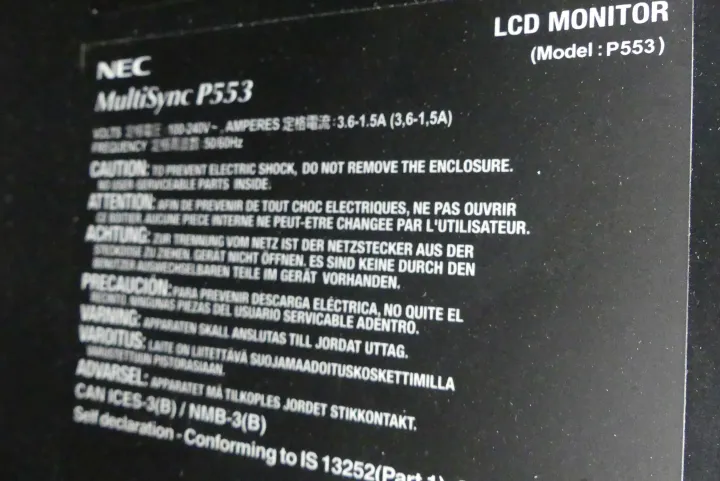 LCD MONITOR
(Model : P553)
NEC
MultiSync P553
VOLTS 定格電圧: 100-240V~, AMPERES 定格電流: 3.6-1.5A (3,6-1,5A)
FREQUENCY 定格周波数: 50/60Hz
CAUTION: TO PREVENT ELECTRIC SHOCK, DO NOT REMOVE THE ENCLOSURE.
NO USER-SERVICEABLE PARTS INSIDE.
ATTENTION: AFIN DE PREVENIR DE TOUT CHOC ELECTRIQUES, NE PAS OUVRIR
CE BOITIER. AUCUNE PIECE INTERNE NE PEUT-ETRE CHANGEE PAR L'UTILISATEUR.
ACHTUNG: ZUR TRENNUNG VOM NETZ IST DER NETZSTECKER AUS DER
STECKDOSE ZU ZIEHEN. GERÄT NICHT ÖFFNEN. ES SIND KEINE DURCH DEN
BENUTZER AUSWECHSELBAREN TEILE IM GERÄT VORHANDEN.
PRECAUCIÓN: PARA PREVENIR DESCARGA ELÉCTRICA, NO QUITE EL
RECINTO NINGUNAS PIEZAS DEL USUARIO SERVICABLE ADENTRO.
VARNING: APPARATEN SKALL ANSLUTAS TILL JORDAT UTTAG.
VAROITUS: LAITE ON LIITETTÄVÄ SUOJAMAADOITUSKOSKETTIMILLA
VARUSTETTUUN PISTORASIAAN.
ADVARSEL: APPARATET MÅ TILKOPLES JORDET STIKKONTAKT.
CAN ICES-3(B) / NMB-3(B)
Self declaration - Conforming to IS 13252(Part 1)